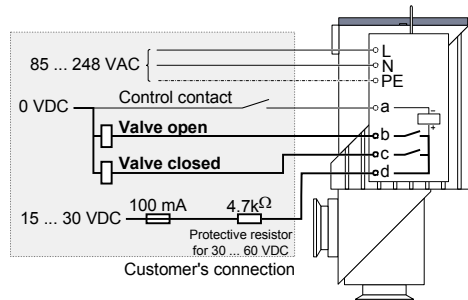 85 ... 248 VAC
L
N
PE
0 VDC
Control contact
a
-
+
Valve open
b
Valve closed
c
d
15 ... 30 VDC
100 mA
4.7kΩ
Protective resistor
for 30 ... 60 VDC
Customer's connection